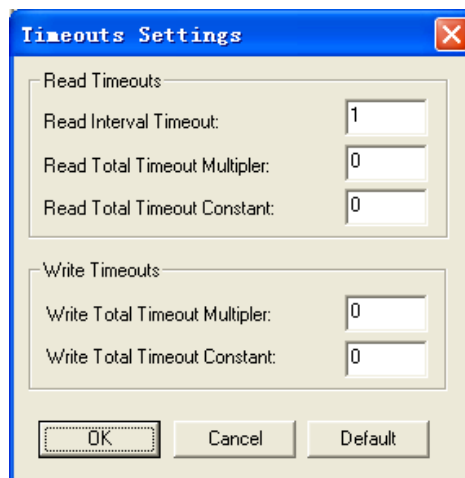 Timeouts Settings
Read Timeouts
Read Interval Timeout: 1
Read Total Timeout Multipler: 0
Read Total Timeout Constant: 0
Write Timeouts
Write Total Timeout Multipler: 0
Write Total Timeout Constant: 0
OK Cancel Default